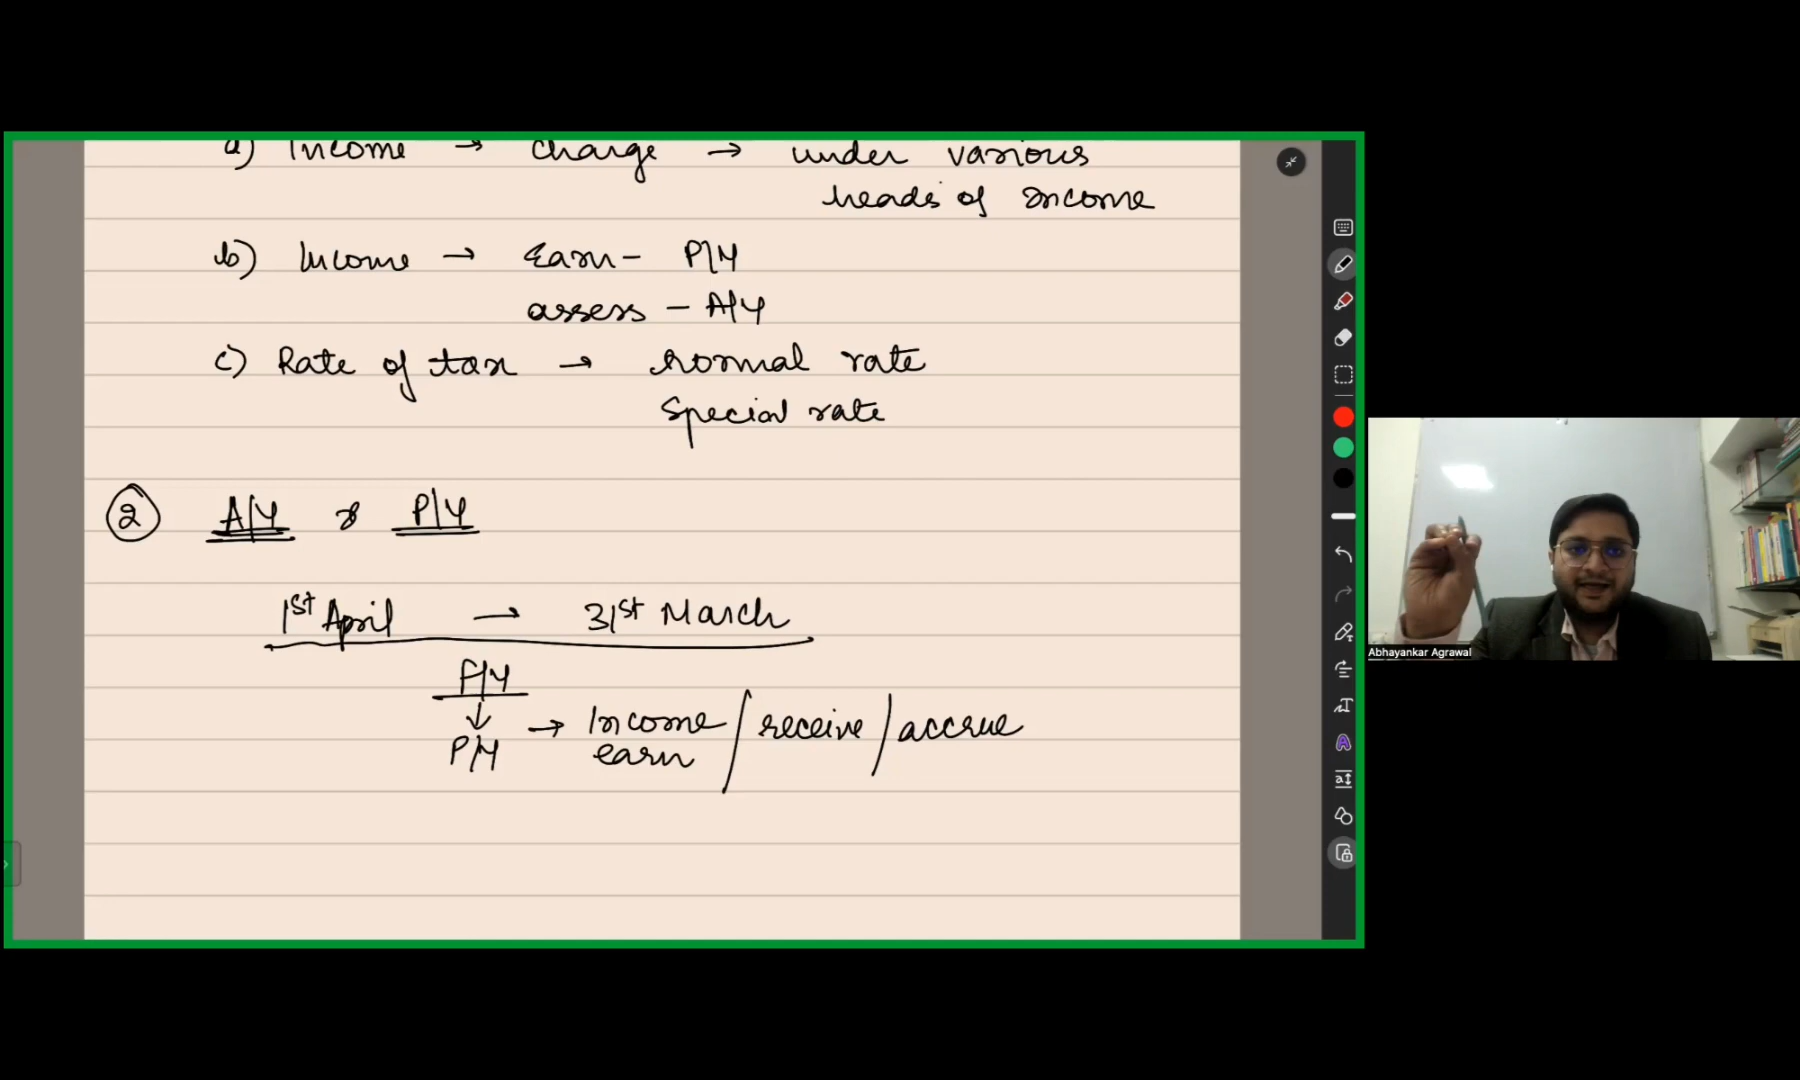 a) Income → charge → under various
heads of Income
b) Income → Earn - P/Y
assess - A/Y
c) Rate of tax → normal rate
special rate
2 A/Y & P/Y
1st April → 31st March
F/Y
↓
P/Y → Income earn / receive / accrue
Abhayankar Agrawal